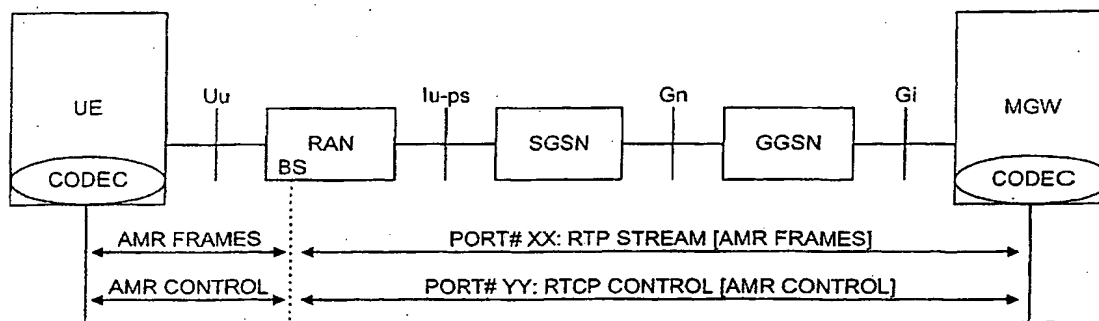 UE
Uu
RAN
BS
Iu-ps
SGSN
Gn
GGSN
Gi
MGW
CODEC
CODEC
AMR FRAMES
PORT# XX: RTP STREAM [AMR FRAMES]
AMR CONTROL
PORT# YY: RTCP CONTROL [AMR CONTROL]